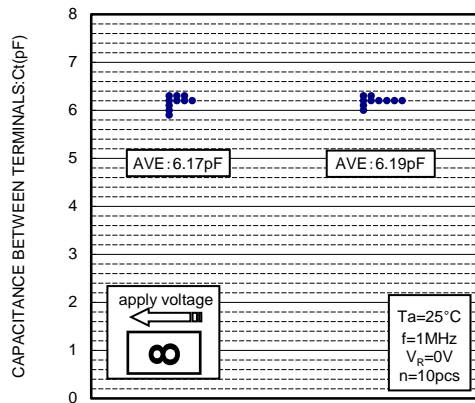 CAPACITANCE BETWEEN TERMINALS:Ct(pF)
8
7
6
5
4
3
2
1
0
AVE:6.17pF
AVE:6.19pF
apply voltage
8
Ta=25°C
f=1MHz
VR=0V
n=10pcs